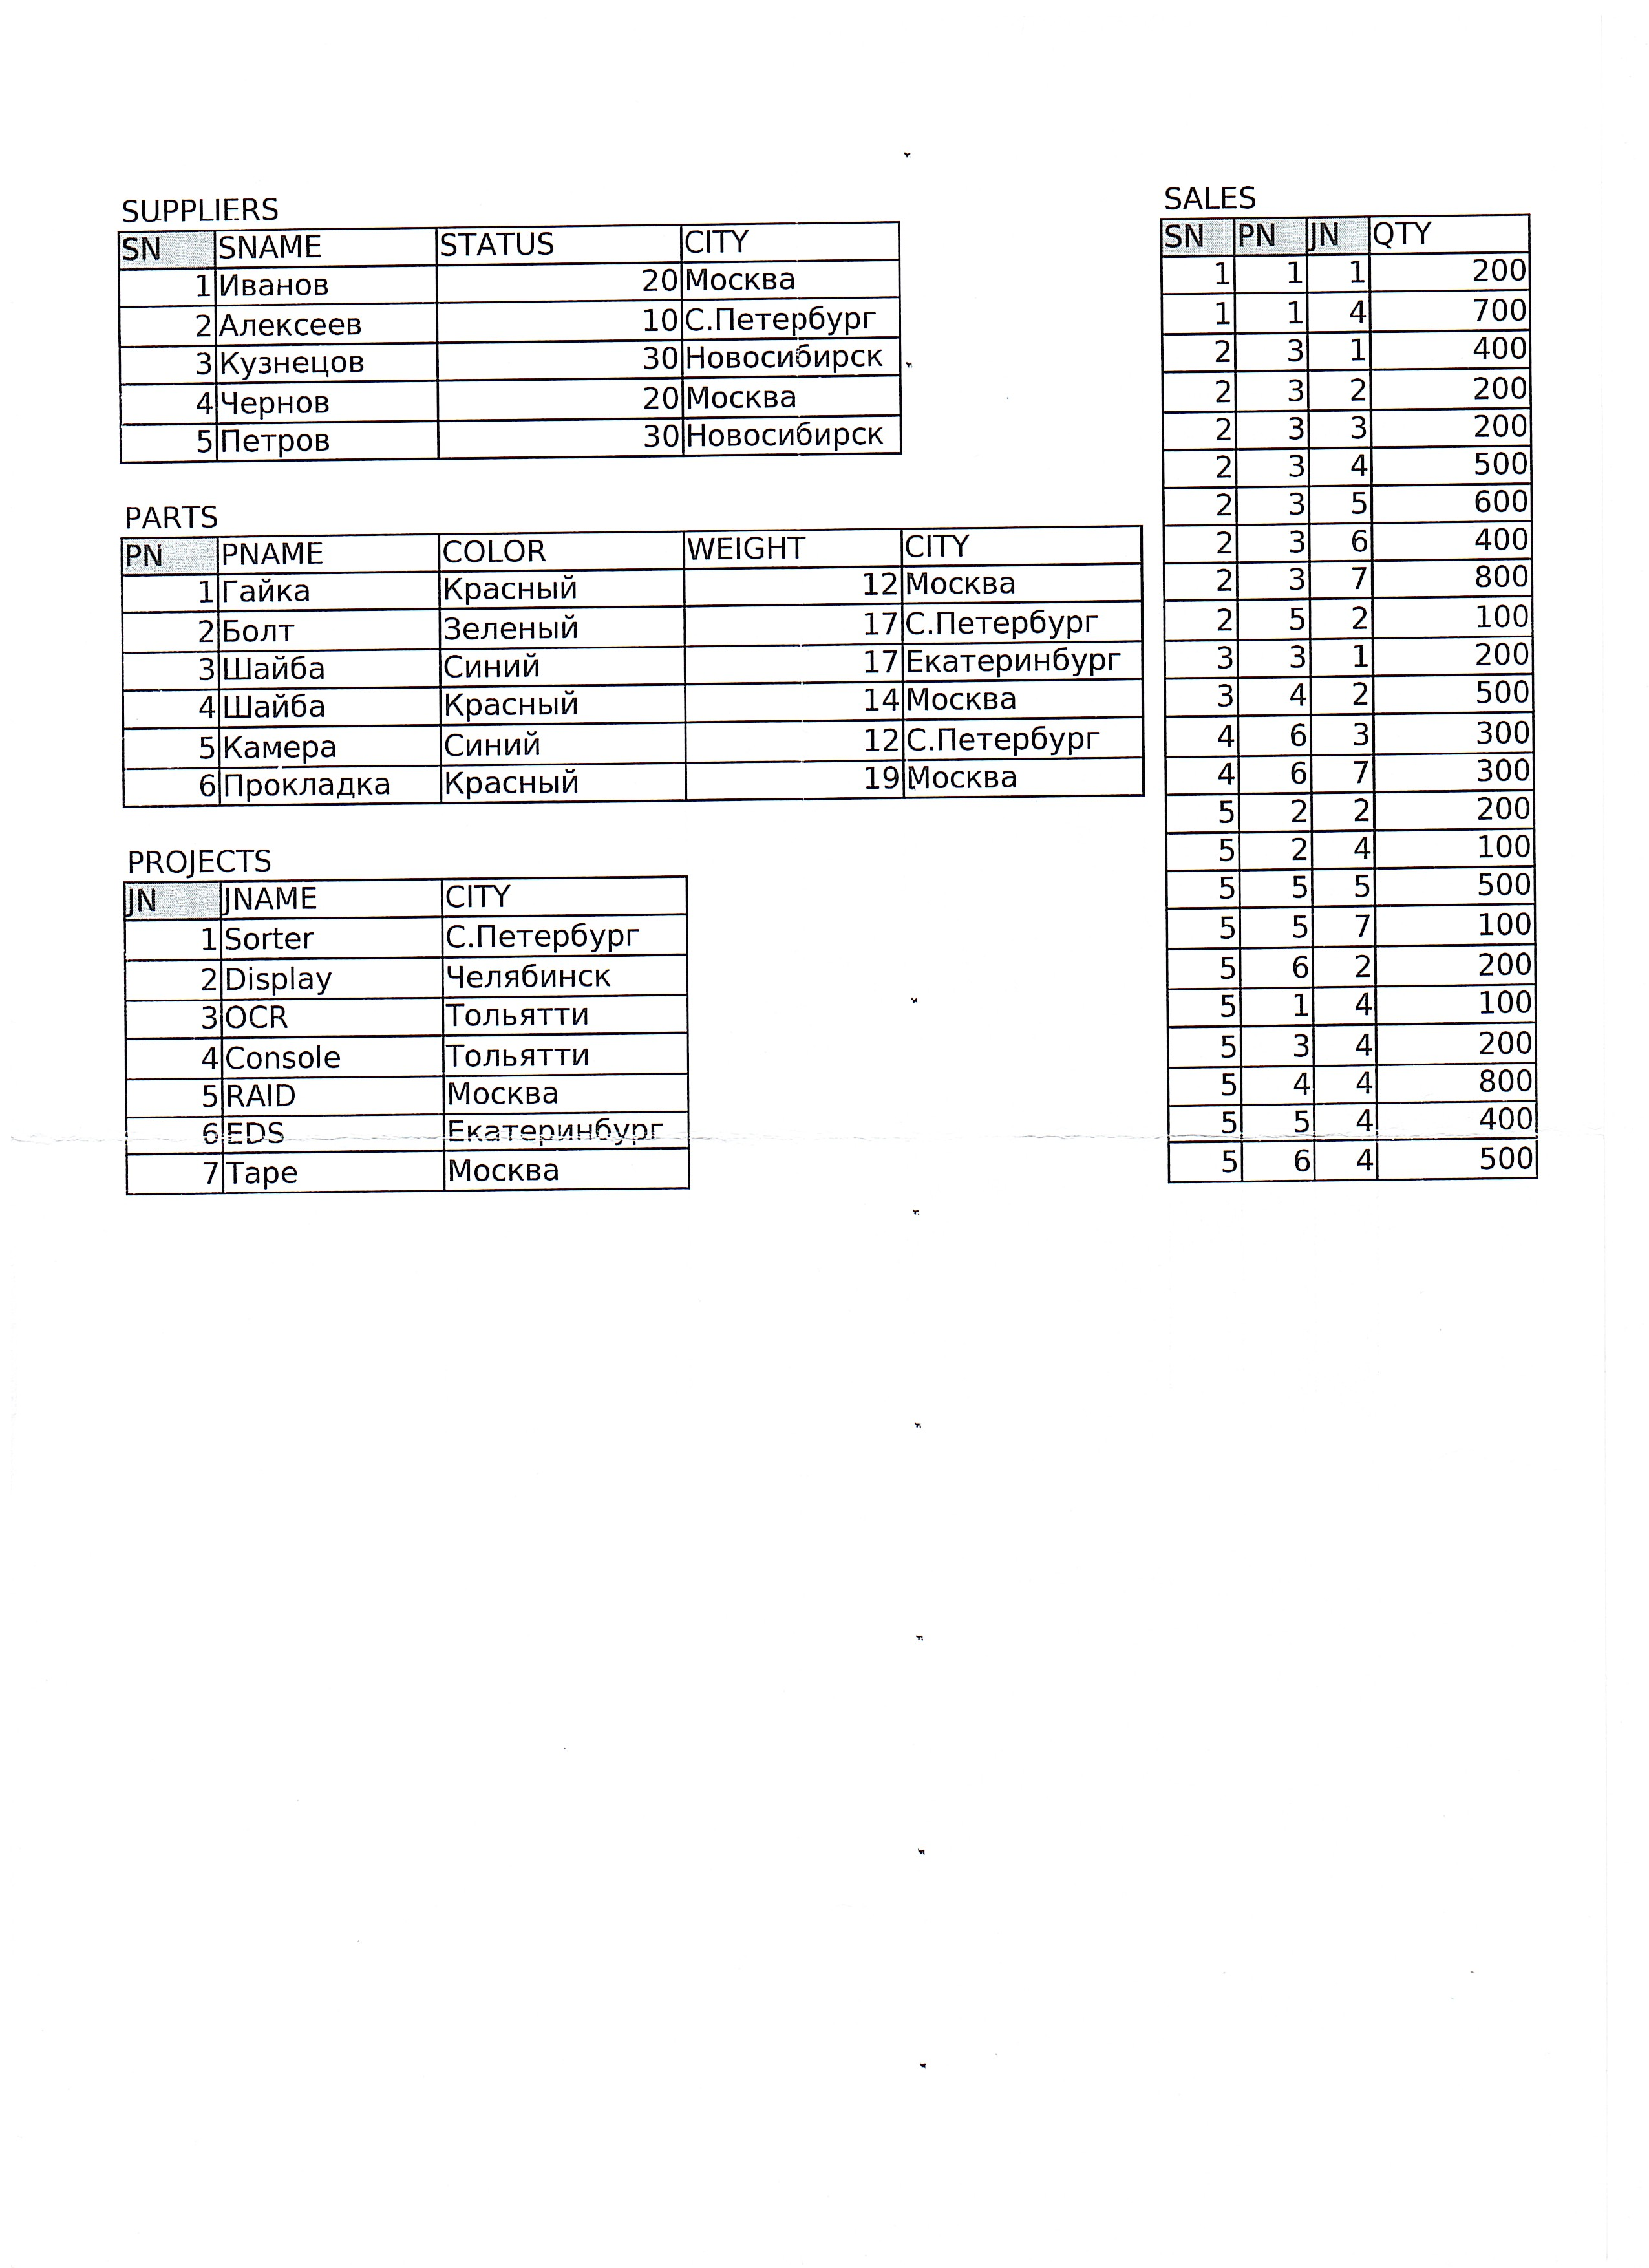 SUPPLIERS
SN SNAME STATUS CITY
1 Иванов 20 Москва
2 Алексеев 10 С.Петербург
3 Кузнецов 30 Новосибирск
4 Чернов 20 Москва
5 Петров 30 Новосибирск
PARTS
PN PNAME COLOR WEIGHT CITY
1 Гайка Красный 12 Москва
2 Болт Зеленый 17 С.Петербург
3 Шайба Синий 17 Екатеринбург
4 Шайба Красный 14 Москва
5 Камера Синий 12 С.Петербург
6 Прокладка Красный 19 Москва
PROJECTS
JN JNAME CITY
1 Sorter С.Петербург
2 Display Челябинск
3 OCR Тольятти
4 Console Тольятти
5 RAID Москва
6 EDS Екатеринбург
7 Tape Москва
SALES
SN PN JN QTY
1 1 1 200
1 1 4 700
2 3 1 400
2 3 2 200
2 3 3 200
2 3 4 500
2 3 5 600
2 3 6 400
2 3 7 800
2 5 2 100
3 3 1 200
3 4 2 500
4 6 3 300
4 6 7 300
5 2 2 200
5 2 4 100
5 5 5 500
5 5 7 100
5 6 2 200
5 1 4 100
5 3 4 200
5 4 4 800
5 5 4 400
5 6 4 500